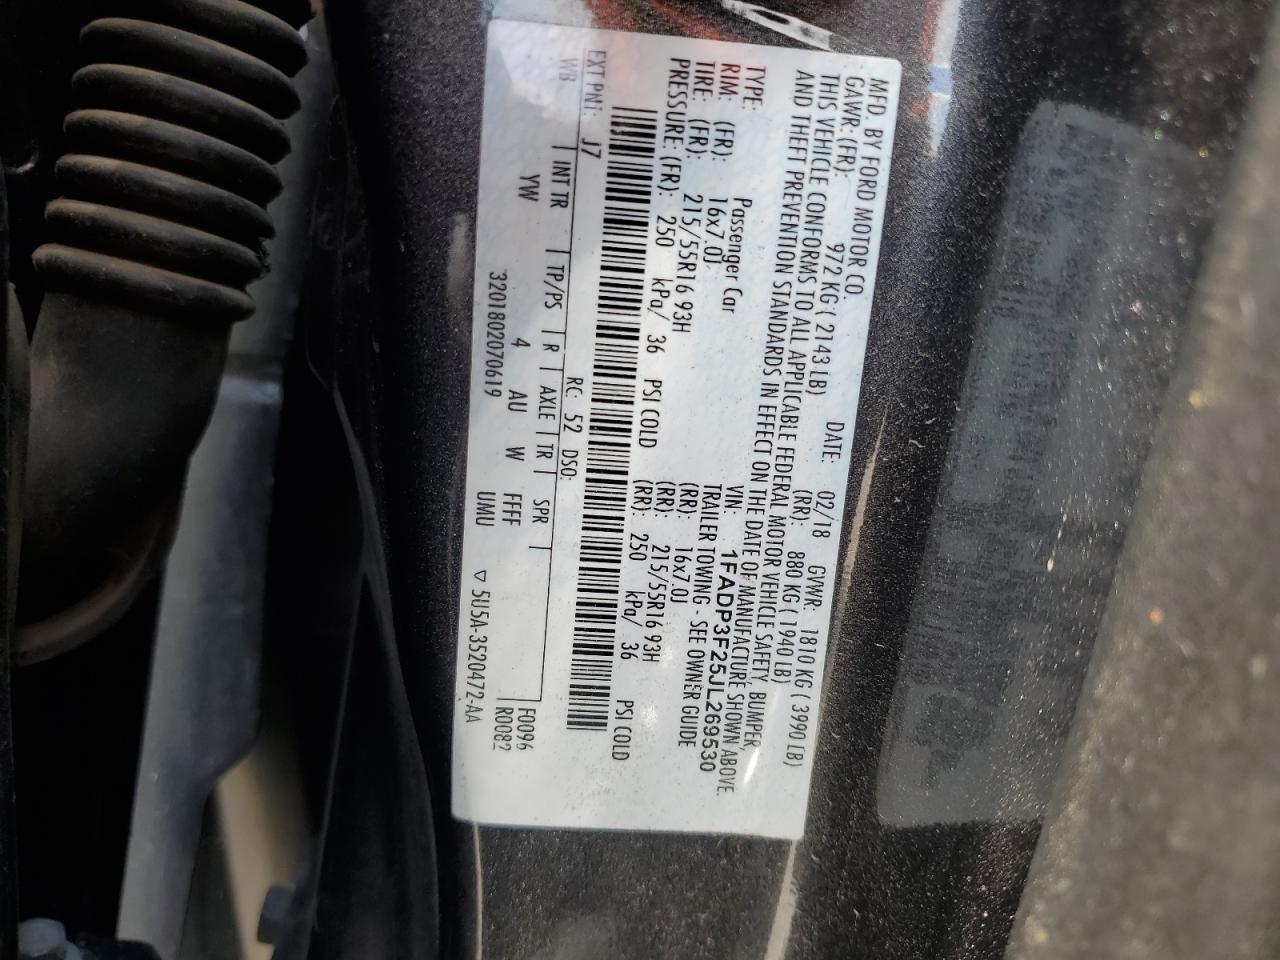 MFD. BY FORD MOTOR CO. DATE: 02/18 GVWR: 1810 KG ( 3990 LB)
GAWR: (FR): 972 KG ( 2143 LB) (RR): 880 KG ( 1940 LB)
THIS VEHICLE CONFORMS TO ALL APPLICABLE FEDERAL MOTOR VEHICLE SAFETY, BUMPER,
AND THEFT PREVENTION STANDARDS IN EFFECT ON THE DATE OF MANUFACTURE SHOWN ABOVE.
VIN: 1FADP3F25JL269530
TYPE: Passenger Car TRAILER TOWING - SEE OWNER GUIDE
RIM: (FR): 16x7.0J (RR): 16x7.0J
TIRE: (FR): 215/55R16 93H (RR): 215/55R16 93H
PRESSURE: (FR): 250 kPa/ 36 PSI COLD (RR): 250 kPa/ 36 PSI COLD
EXT PNT: J7 RC: 52 DSO: F0096
WB INT TR TP/PS R AXLE TR SPR R0082
YW 4 AU W FFF
3201802070619 UMU ▽ 5U5A-3520472-AA